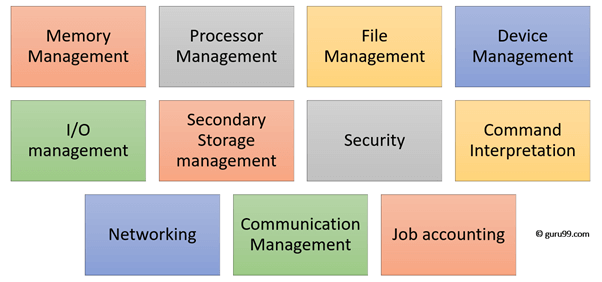 Memory
Management
Processor
Management
File
Management
Device
Management
I/O
management
Secondary
Storage
management
Security
Command
Interpretation
Networking
Communication
Management
Job accounting
© guru99.com